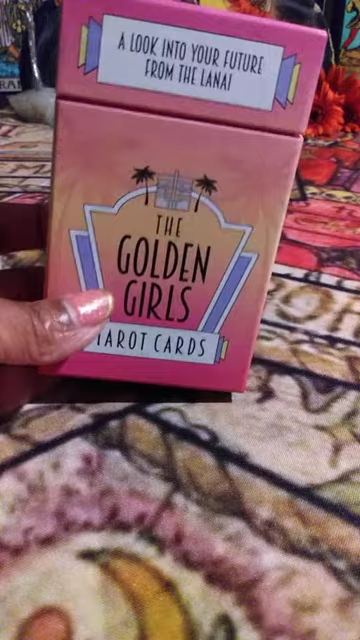 A LOOK INTO YOUR FUTURE
FROM THE LANAI
THE
GOLDEN
GIRLS
TAROT CARDS